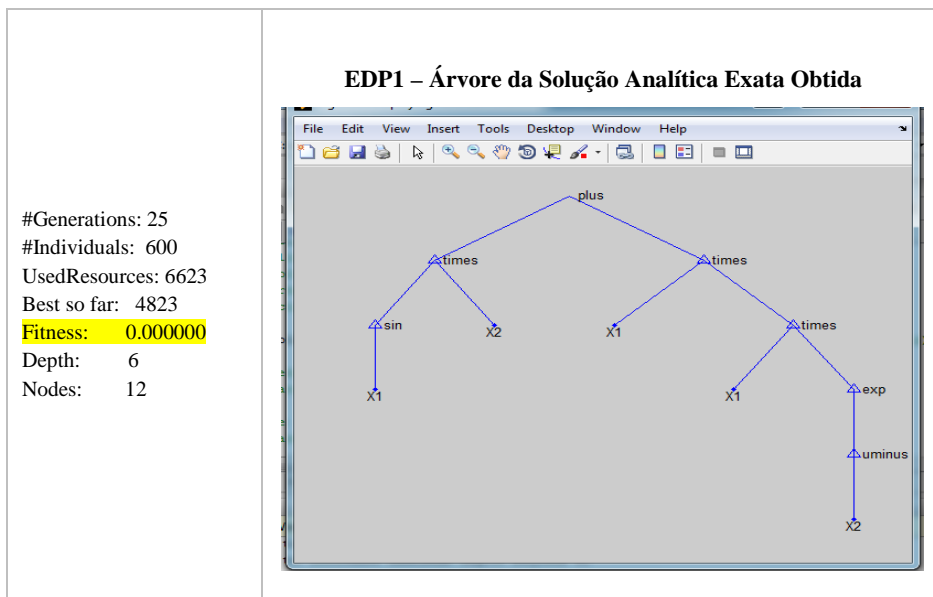 EDP1 – Árvore da Solução Analítica Exata Obtida
#Generations: 25
#Individuals: 600
UsedResources: 6623
Best so far: 4823
Fitness: 0.000000
Depth: 6
Nodes: 12
File Edit View Insert Tools Desktop Window Help
plus
times times
sin X2 X1 times
X1 X1 exp
uminus
X2